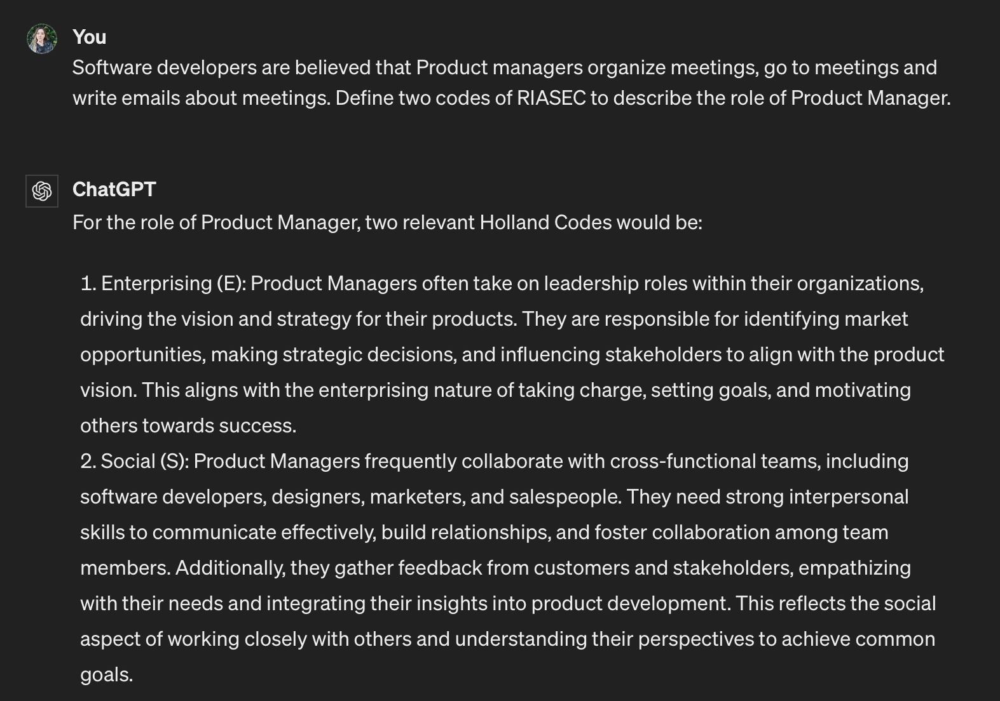 You
Software developers are believed that Product managers organize meetings, go to meetings and
write emails about meetings. Define two codes of RIASEC to describe the role of Product Manager.
ChatGPT
For the role of Product Manager, two relevant Holland Codes would be:
1. Enterprising (E): Product Managers often take on leadership roles within their organizations,
driving the vision and strategy for their products. They are responsible for identifying market
opportunities, making strategic decisions, and influencing stakeholders to align with the product
vision. This aligns with the enterprising nature of taking charge, setting goals, and motivating
others towards success.
2. Social (S): Product Managers frequently collaborate with cross-functional teams, including
software developers, designers, marketers, and salespeople. They need strong interpersonal
skills to communicate effectively, build relationships, and foster collaboration among team
members. Additionally, they gather feedback from customers and stakeholders, empathizing
with their needs and integrating their insights into product development. This reflects the social
aspect of working closely with others and understanding their perspectives to achieve common
goals.